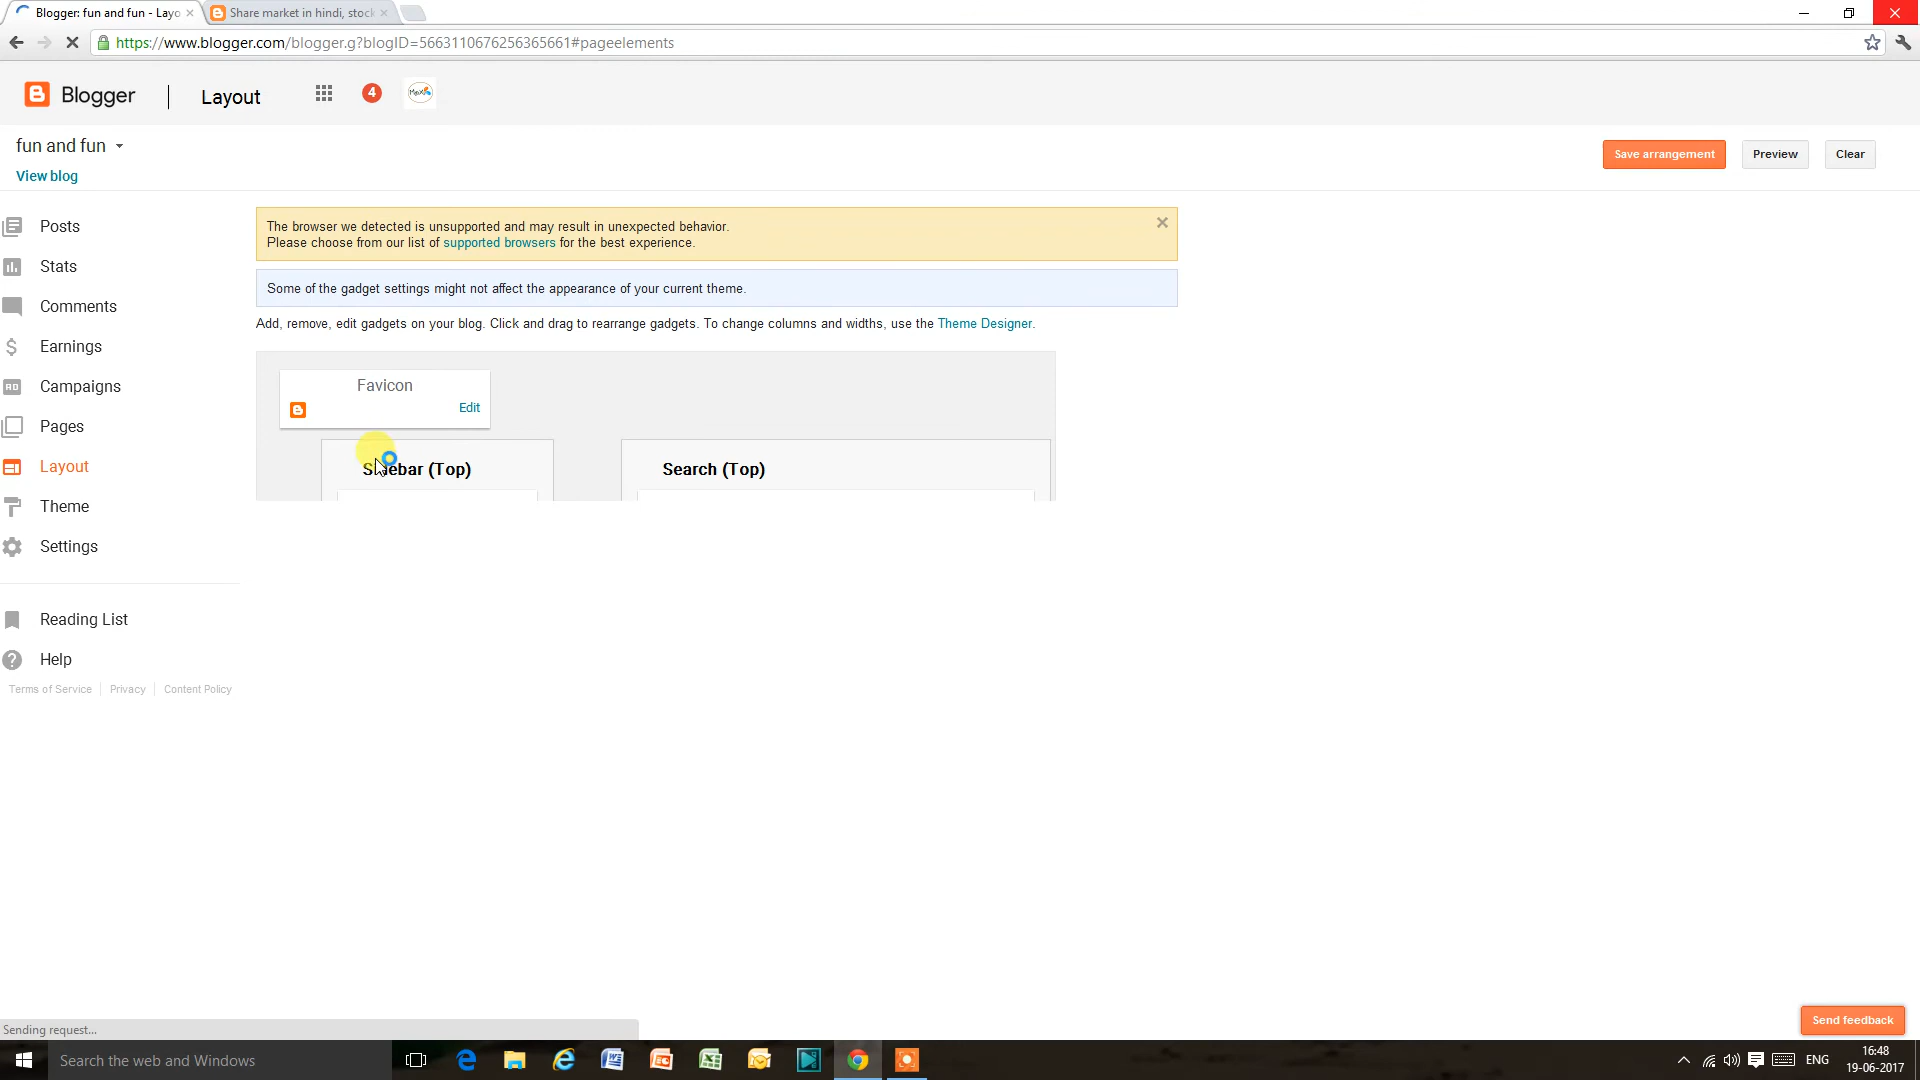 Blogger: fun and fun - Layo
Share market in hindi, stock
https://www.blogger.com/blogger.g?blogID=5663110676256365661#pageelements
Blogger
Layout
4
fun and fun
View blog
Save arrangement
Preview
Clear
Posts
Stats
Comments
Earnings
Campaigns
Pages
Layout
Theme
Settings
Reading List
Help
Terms of Service
Privacy
Content Policy
The browser we detected is unsupported and may result in unexpected behavior.
Please choose from our list of supported browsers for the best experience.
Some of the gadget settings might not affect the appearance of your current theme.
Add, remove, edit gadgets on your blog. Click and drag to rearrange gadgets. To change columns and widths, use the Theme Designer.
Favicon
Edit
Sidebar (Top)
Search (Top)
Send feedback
Sending request...
Search the web and Windows
ENG
16:48
19-06-2017